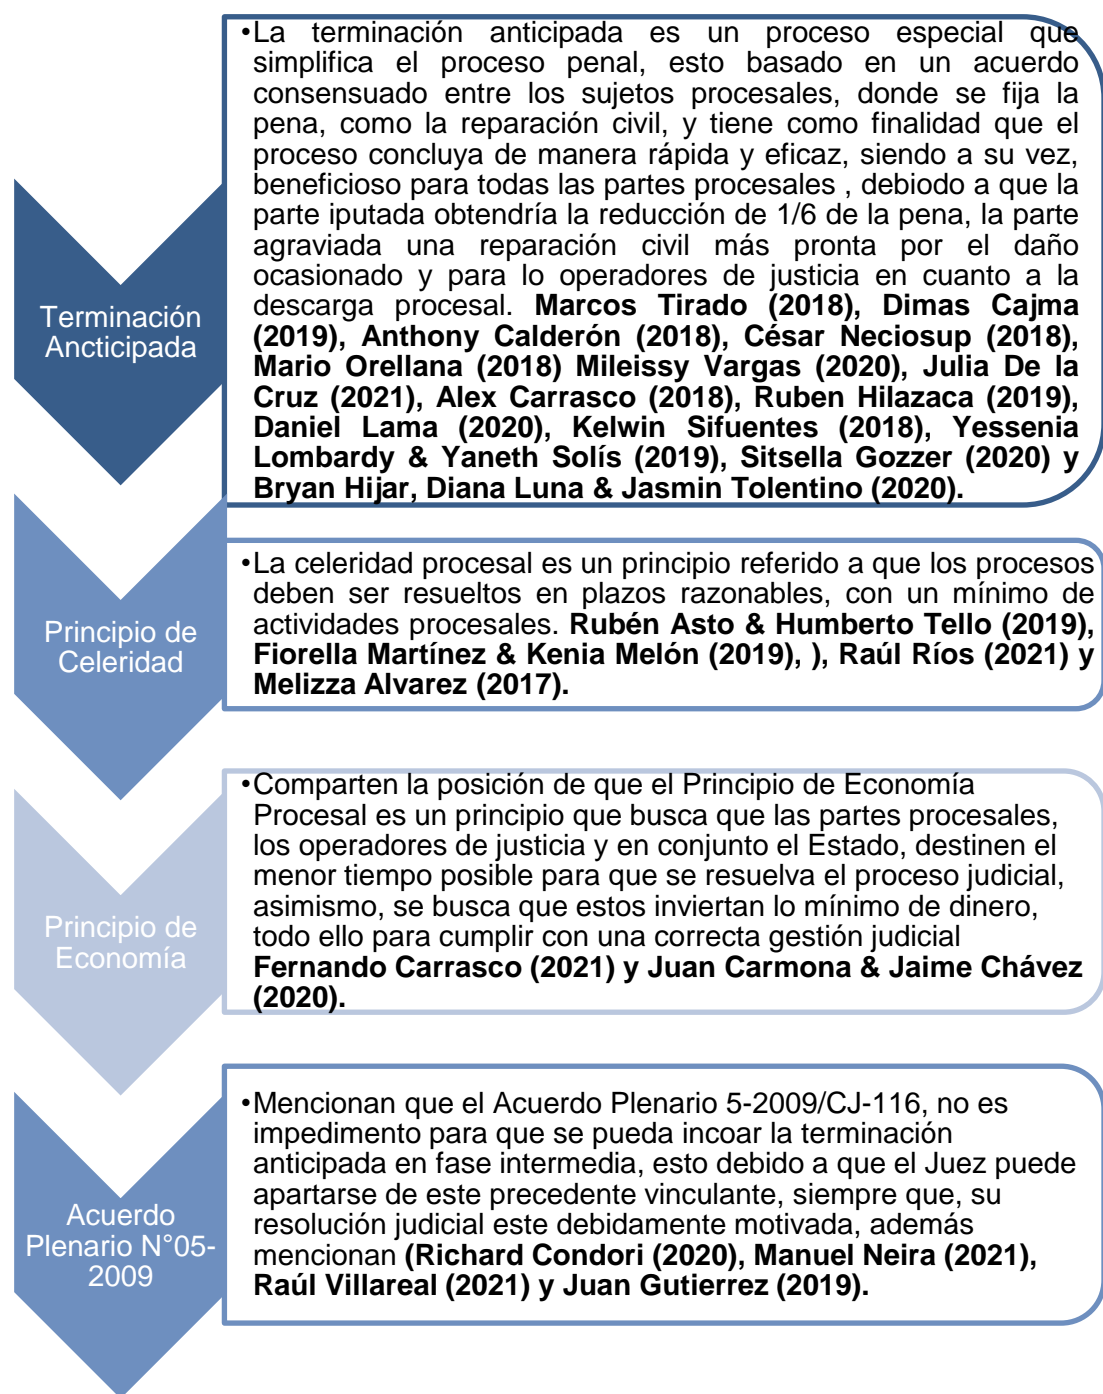 •La terminación anticipada es un proceso especial que
simplifica el proceso penal, esto basado en un acuerdo
consensuado entre los sujetos procesales, donde se fija la
pena, como la reparación civil, y tiene como finalidad que el
proceso concluya de manera rápida y eficaz, siendo a su vez,
beneficioso para todas las partes procesales , debiodo a que la
parte iputada obtendría la reducción de 1/6 de la pena, la parte
agraviada una reparación civil más pronta por el daño
ocasionado y para lo operadores de justicia en cuanto a la
descarga procesal. Marcos Tirado (2018), Dimas Cajma
(2019), Anthony Calderón (2018), César Neciosup (2018),
Mario Orellana (2018) Mileissy Vargas (2020), Julia De la
Cruz (2021), Alex Carrasco (2018), Ruben Hilazaca (2019),
Daniel Lama (2020), Kelwin Sifuentes (2018), Yessenia
Lombardy & Yaneth Solís (2019), Sitsella Gozzer (2020) y
Bryan Hijar, Diana Luna & Jasmin Tolentino (2020).
Terminación
Ancticipada
•La celeridad procesal es un principio referido a que los procesos
deben ser resueltos en plazos razonables, con un mínimo de
actividades procesales. Rubén Asto & Humberto Tello (2019),
Fiorella Martínez & Kenia Melón (2019), ), Raúl Ríos (2021) y
Melizza Alvarez (2017).
Principio de
Celeridad
•Comparten la posición de que el Principio de Economía
Procesal es un principio que busca que las partes procesales,
los operadores de justicia y en conjunto el Estado, destinen el
menor tiempo posible para que se resuelva el proceso judicial,
asimismo, se busca que estos inviertan lo mínimo de dinero,
todo ello para cumplir con una correcta gestión judicial
Fernando Carrasco (2021) y Juan Carmona & Jaime Chávez
(2020).
Principio de
Economía
•Mencionan que el Acuerdo Plenario 5-2009/CJ-116, no es
impedimento para que se pueda incoar la terminación
anticipada en fase intermedia, esto debido a que el Juez puede
apartarse de este precedente vinculante, siempre que, su
resolución judicial este debidamente motivada, además
mencionan (Richard Condori (2020), Manuel Neira (2021),
Raúl Villareal (2021) y Juan Gutierrez (2019).
Acuerdo
Plenario N°05-
2009